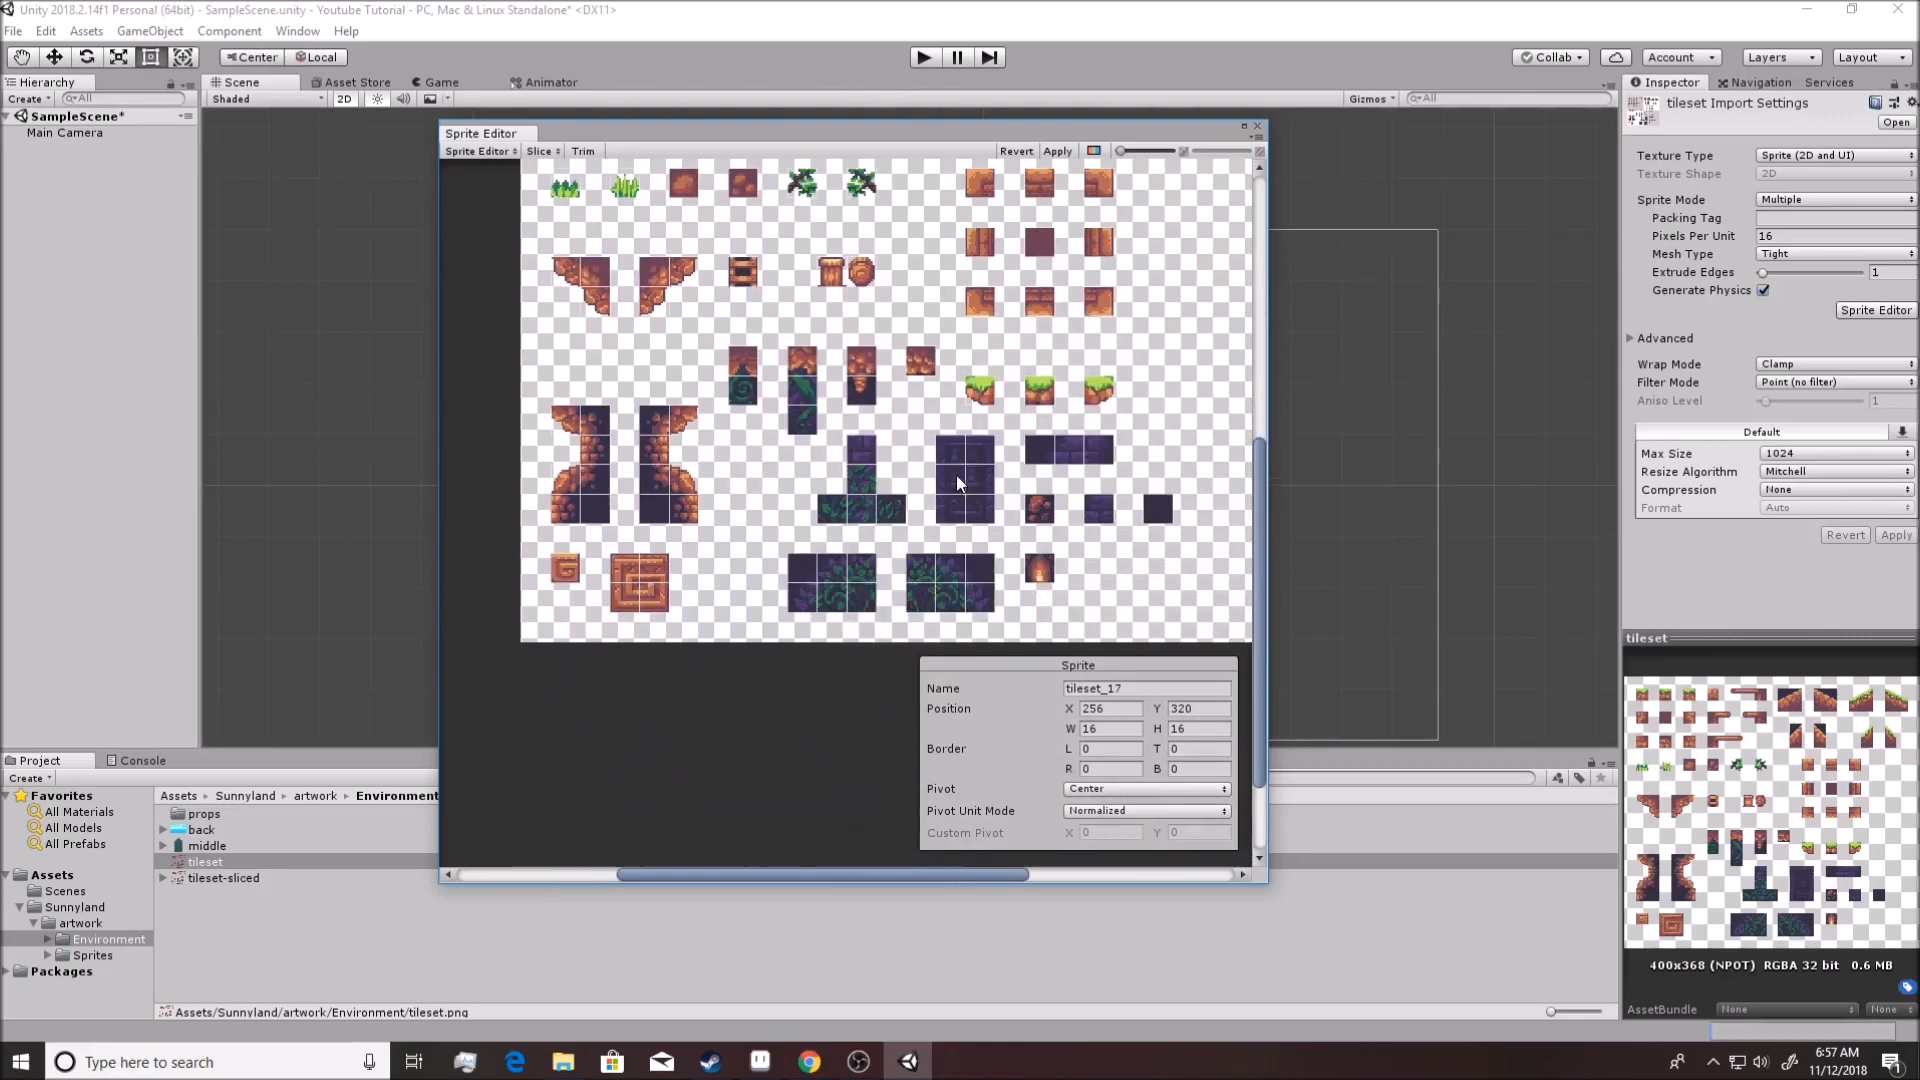 Unity 2018.2.14f1 Personal (64bit) - SampleScene.unity - Youtube Tutorial - PC, Mac & Linux Standalone* <DX11>
File Edit Assets GameObject Component Window Help
Center Local Collab Account Layers Layout
Hierarchy
Create All
SampleScene*
Main Camera
Scene Asset Store Game Animator
Shaded 2D Gizmos All
Sprite Editor
Sprite Editor Slice Trim Revert Apply
Sprite
Name tileset_17
Position X 256 Y 320
W 16 H 16
Border L 0 T 0
R 0 B 0
Pivot Center
Pivot Unit Mode Normalized
Custom Pivot X 0 Y 0
Inspector Navigation Services
tileset Import Settings
Open
Texture Type Sprite (2D and UI)
Texture Shape 2D
Sprite Mode Multiple
Packing Tag
Pixels Per Unit 16
Mesh Type Tight
Extrude Edges 1
Generate Physics
Sprite Editor
Advanced
Wrap Mode Clamp
Filter Mode Point (no filter)
Aniso Level 1
Default
Max Size 1024
Resize Algorithm Mitchell
Compression None
Format Auto
Revert Apply
tileset
400x368 (NPOT) RGBA 32 bit 0.6 MB
AssetBundle None None
Project Console
Create
Favorites
All Materials
All Models
All Prefabs
Assets
Scenes
Sunnyland
artwork
Environment
Sprites
Packages
Assets Sunnyland artwork Environment
props
back
middle
tileset
tileset-sliced
Assets/Sunnyland/artwork/Environment/tileset.png
Type here to search
6:57 AM
11/12/2018
1